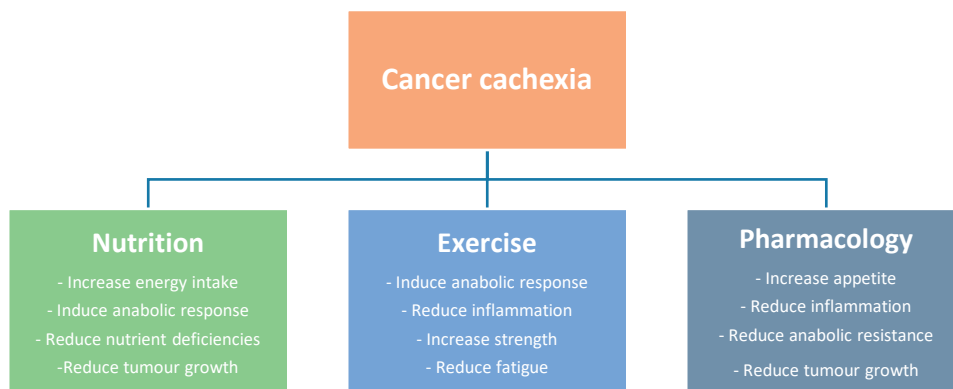 Cancer cachexia
Nutrition
- Increase energy intake
- Induce anabolic response
- Reduce nutrient deficiencies
-Reduce tumour growth
Exercise
- Induce anabolic response
- Reduce inflammation
- Increase strength
- Reduce fatigue
Pharmacology
- Increase appetite
- Reduce inflammation
- Reduce anabolic resistance
- Reduce tumour growth